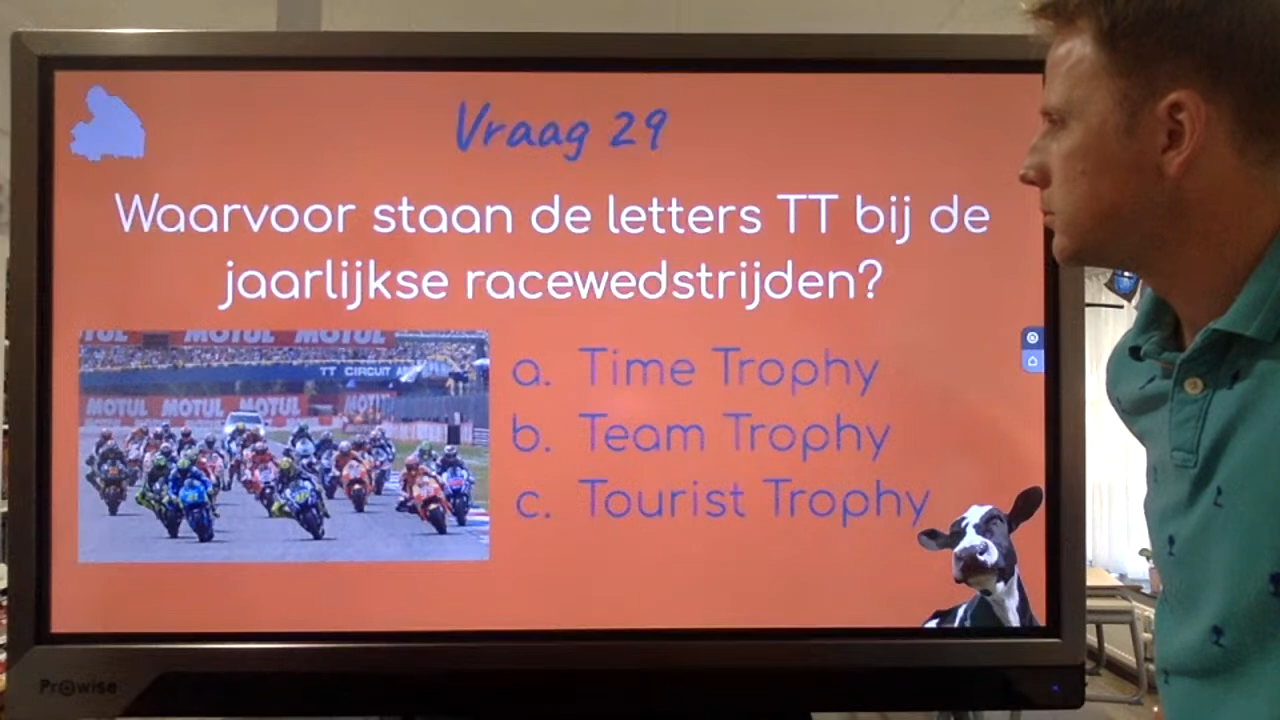 Vraag 29
Waarvoor staan de letters TT bij de
jaarlijkse racewedstrijden?
MOTUL MOTUL
TT CIRCUIT
MOTUL MOTUL MOTUL
a. Time Trophy
b. Team Trophy
c. Tourist Trophy
Prowise